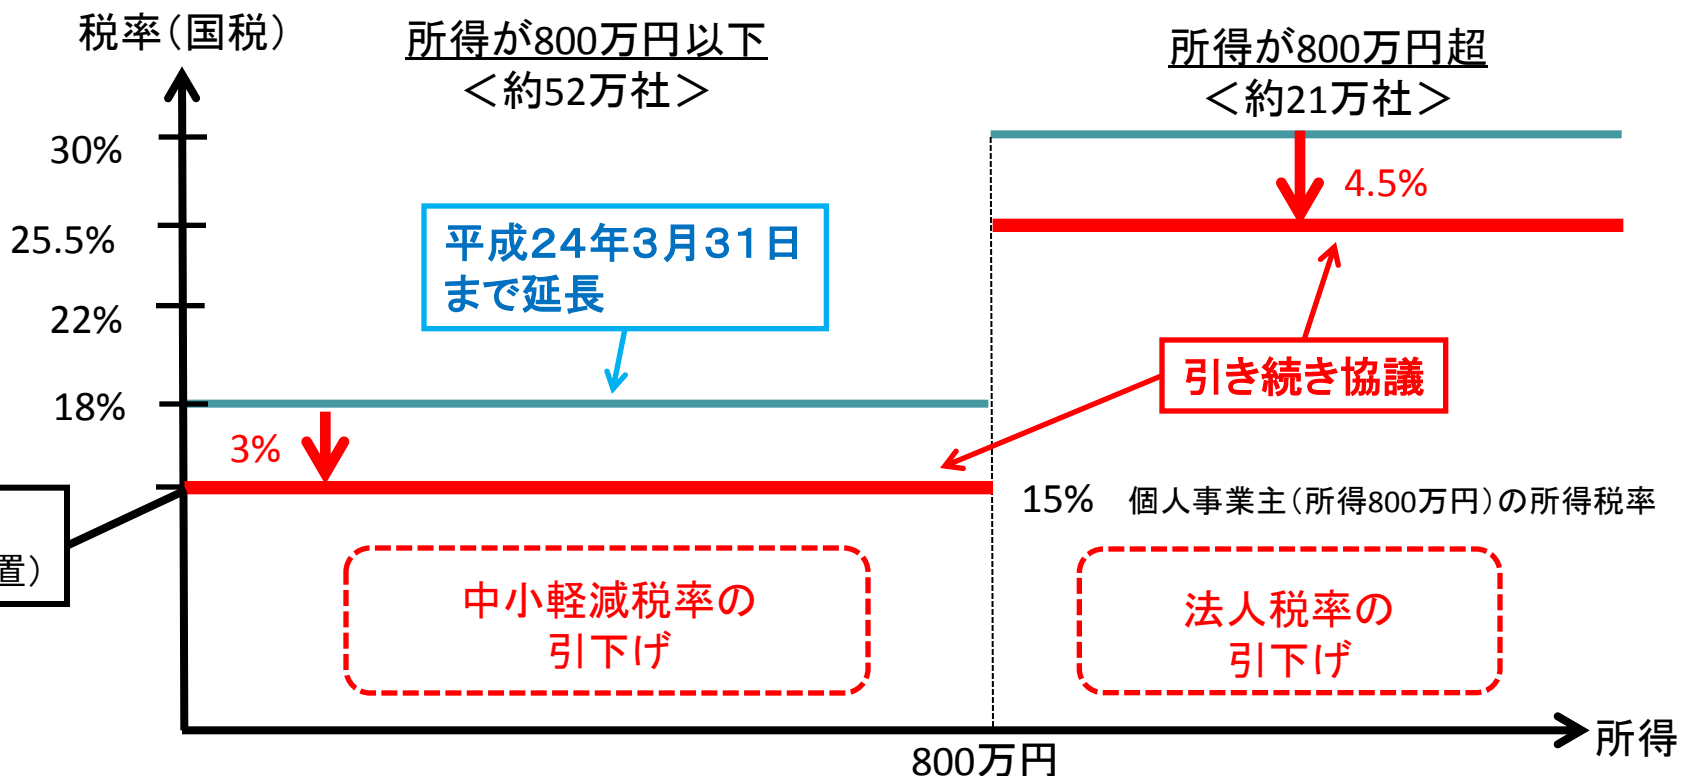 税率（国税）
所得が800万円以下
＜約52万社＞
所得が800万円超
＜約21万社＞
30%
25.5%
22%
18%
4.5%
平成24年3月31日
まで延長
引き続き協議
3%
15% 個人事業主（所得800万円）の所得税率
置）
中小軽減税率の
引下げ
法人税率の
引下げ
800万円
所得